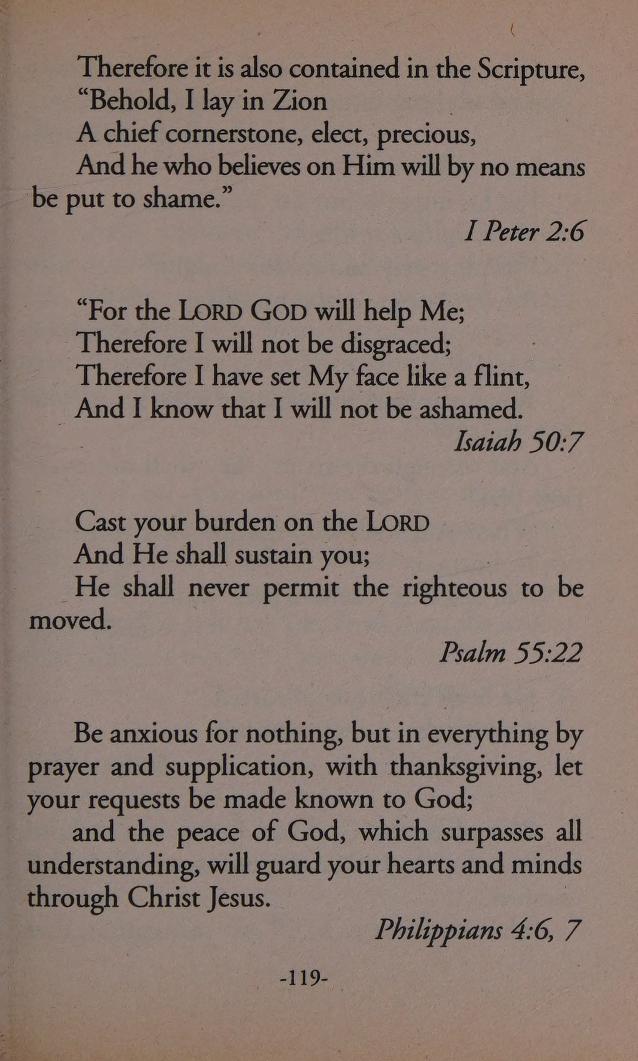 Therefore it is also contained in the Scripture,
“Behold, I lay in Zion
A chief cornerstone, elect, precious,
And he who believes on Him will by no means
be put to shame.”
I Peter 2:6
“For the LORD GOD will help Me;
Therefore I will not be disgraced;
Therefore I have set My face like a flint,
And I know that I will not be ashamed.
Isaiah 50:7
Cast your burden on the LORD
And He shall sustain you;
He shall never permit the righteous to be
moved.
Psalm 55:22
Be anxious for nothing, but in everything by
prayer and supplication, with thanksgiving, let
your requests be made known to God;
and the peace of God, which surpasses all
understanding, will guard your hearts and minds
through Christ Jesus.
Philippians 4:6, 7
-119-